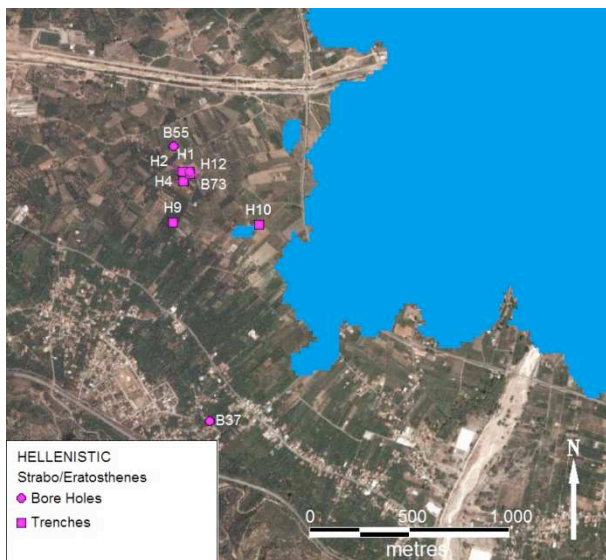 B55
H1
H2
H12
H4
B73
H9
H10
B37
HELLENISTIC
Strabo/Eratosthenes
Bore Holes
Trenches
N
0 500 1,000
metres